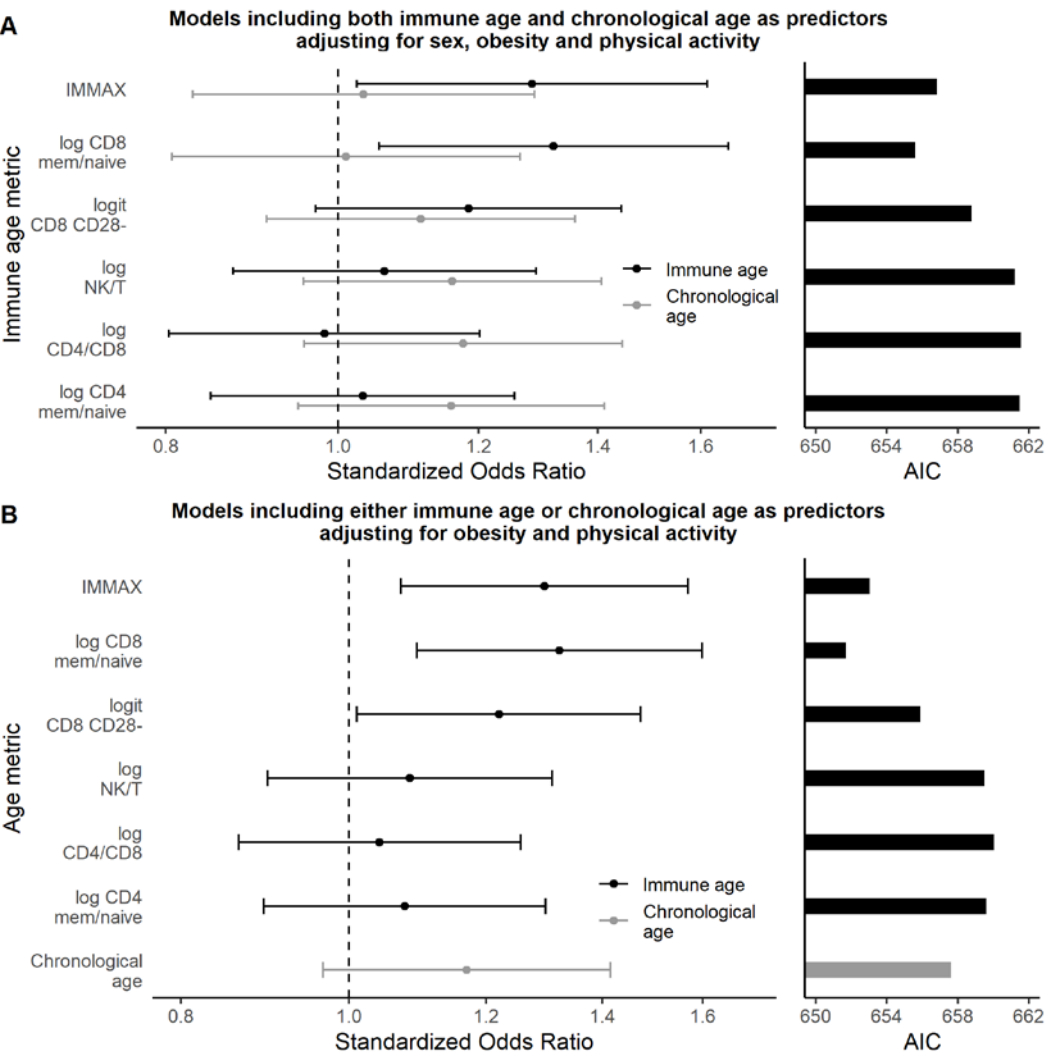 A
Models including both immune age and chronological age as predictors
adjusting for sex, obesity and physical activity
Immune age metric
IMMAX
log CD8
mem/naive
logit
CD8 CD28-
log
NK/T
log
CD4/CD8
log CD4
mem/naive
Immune age
Chronological
age
0.8 1.0 1.2 1.4 1.6
Standardized Odds Ratio
650 654 658 662
AIC
B
Models including either immune age or chronological age as predictors
adjusting for obesity and physical activity
Age metric
IMMAX
log CD8
mem/naive
logit
CD8 CD28-
log
NK/T
log
CD4/CD8
log CD4
mem/naive
Chronological
age
Immune age
Chronological
age
0.8 1.0 1.2 1.4 1.6
Standardized Odds Ratio
650 654 658 662
AIC